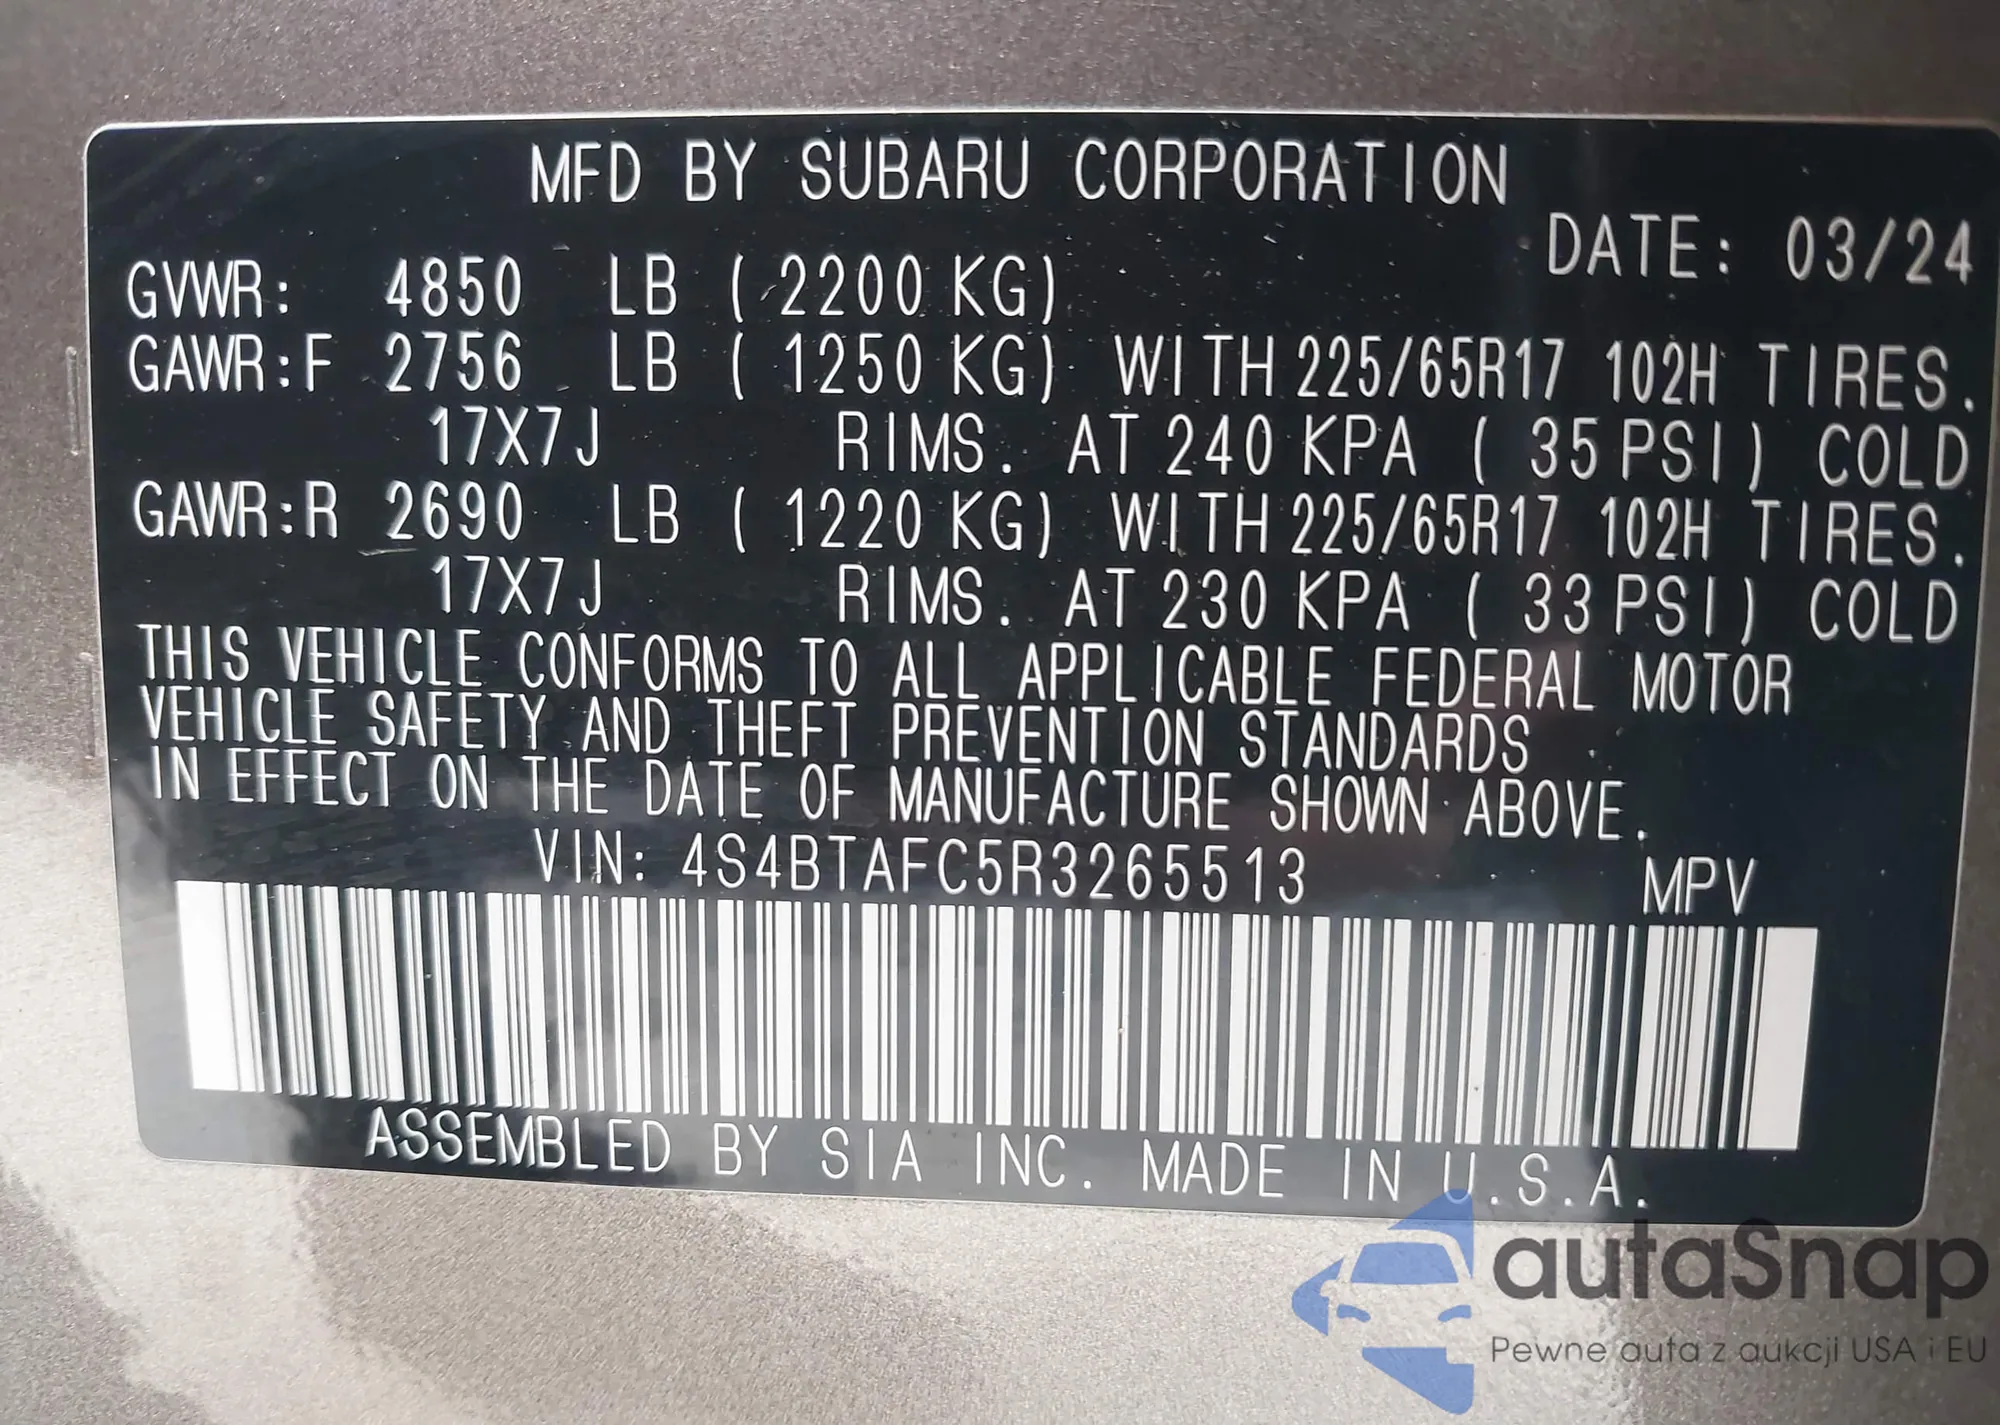 MFD BY SUBARU CORPORATION
DATE: 03/24
GVWR: 4850 LB ( 2200 KG)
GAWR:F 2756 LB ( 1250 KG) WITH 225/65R17 102H TIRES.
17X7J RIMS. AT 240 KPA ( 35 PSI) COLD
GAWR:R 2690 LB ( 1220 KG) WITH 225/65R17 102H TIRES.
17X7J RIMS. AT 230 KPA ( 33 PSI) COLD
THIS VEHICLE CONFORMS TO ALL APPLICABLE FEDERAL MOTOR
VEHICLE SAFETY AND THEFT PREVENTION STANDARDS
IN EFFECT ON THE DATE OF MANUFACTURE SHOWN ABOVE.
VIN: 4S4BTAFC5R3265513 MPV
ASSEMBLED BY SIA INC. MADE IN U.S.A.
autaSnap
Pewne auta z aukcji USA i EU